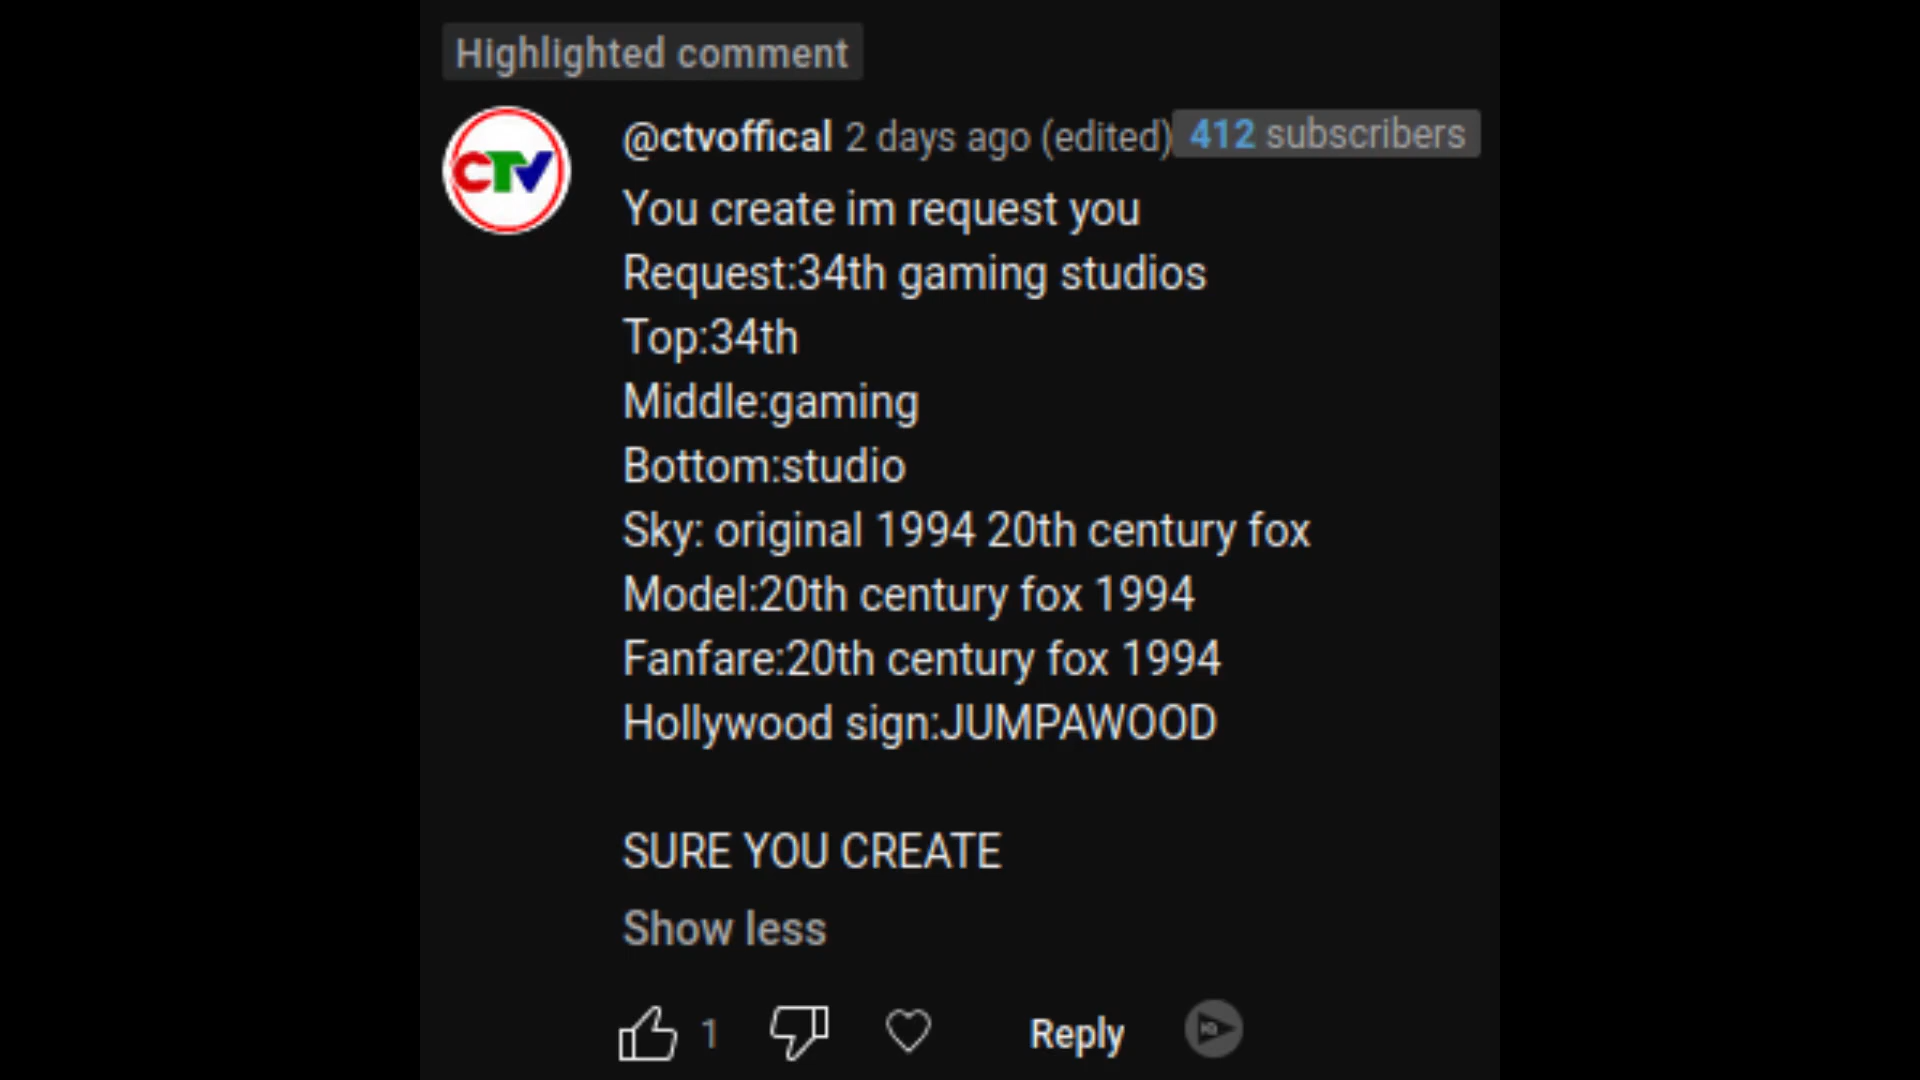 Highlighted comment
CTV
@ctvoffical 2 days ago (edited) 412 subscribers
You create im request you
Request:34th gaming studios
Top:34th
Middle:gaming
Bottom:studio
Sky: original 1994 20th century fox
Model:20th century fox 1994
Fanfare:20th century fox 1994
Hollywood sign:JUMPAWOOD
SURE YOU CREATE
Show less
1 Reply